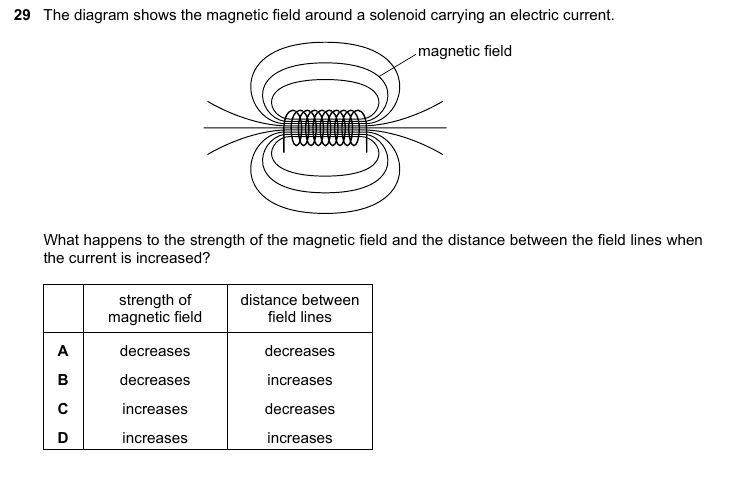 29 The diagram shows the magnetic field around a solenoid carrying an electric current.
magnetic field
What happens to the strength of the magnetic field and the distance between the field lines when
the current is increased?
strength of magnetic field distance between field lines
A decreases decreases
B decreases increases
C increases decreases
D increases increases